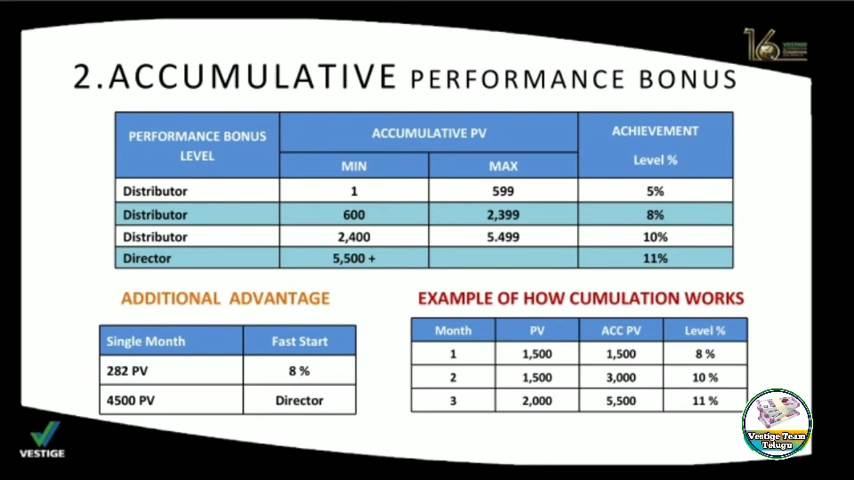 16
2.ACCUMULATIVE PERFORMANCE BONUS
PERFORMANCE BONUS LEVEL
ACCUMULATIVE PV
ACHIEVEMENT Level %
MIN MAX
Distributor 1 599 5%
Distributor 600 2,399 8%
Distributor 2,400 5.499 10%
Director 5,500 + 11%
ADDITIONAL ADVANTAGE
Single Month Fast Start
282 PV 8 %
4500 PV Director
EXAMPLE OF HOW CUMULATION WORKS
Month PV ACC PV Level %
1 1,500 1,500 8 %
2 1,500 3,000 10 %
3 2,000 5,500 11 %
VESTIGE
Vestige Team
Telugu